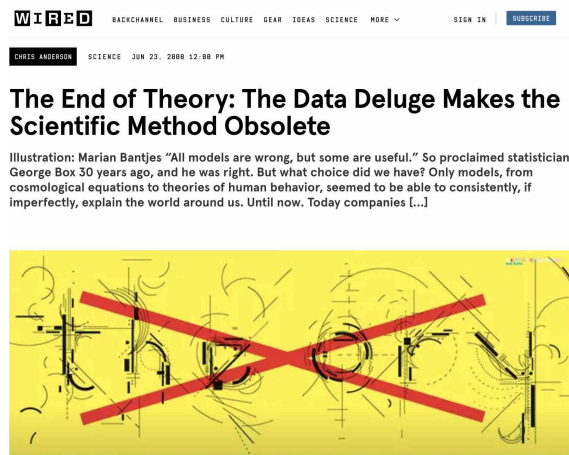 WIRED BACKCHANNEL BUSINESS CULTURE GEAR IDEAS SCIENCE MORE SIGN IN SUBSCRIBE
CHRIS ANDERSON SCIENCE JUN 23, 2008 12:00 PM
The End of Theory: The Data Deluge Makes the
Scientific Method Obsolete
Illustration: Marian Bantjes “All models are wrong, but some are useful.” So proclaimed statistician
George Box 30 years ago, and he was right. But what choice did we have? Only models, from
cosmological equations to theories of human behavior, seemed to be able to consistently, if
imperfectly, explain the world around us. Until now. Today companies [...]
theory